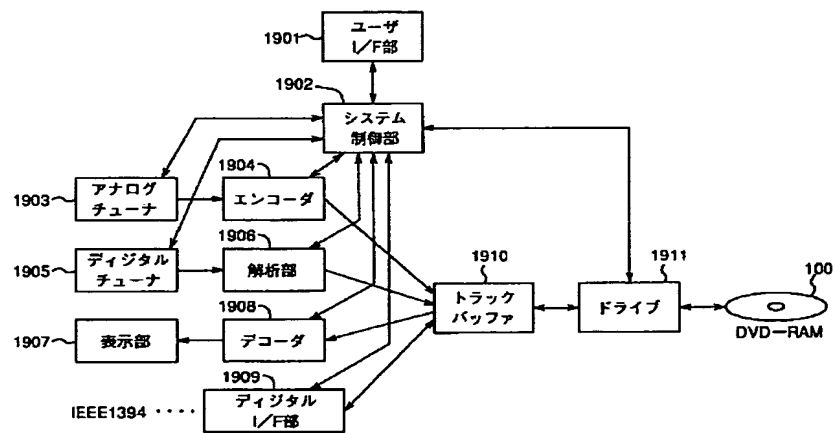 1901
ユーザ
I/F部
1902
システム
制御部
1903
アナログ
チューナ
1904
エンコーダ
1905
ディジタル
チューナ
1906
解析部
1907
表示部
1908
デコーダ
1909
ディジタル
I/F部
IEEE1394 ····
1910
トラック
バッファ
1911
ドライブ
100
DVD-RAM